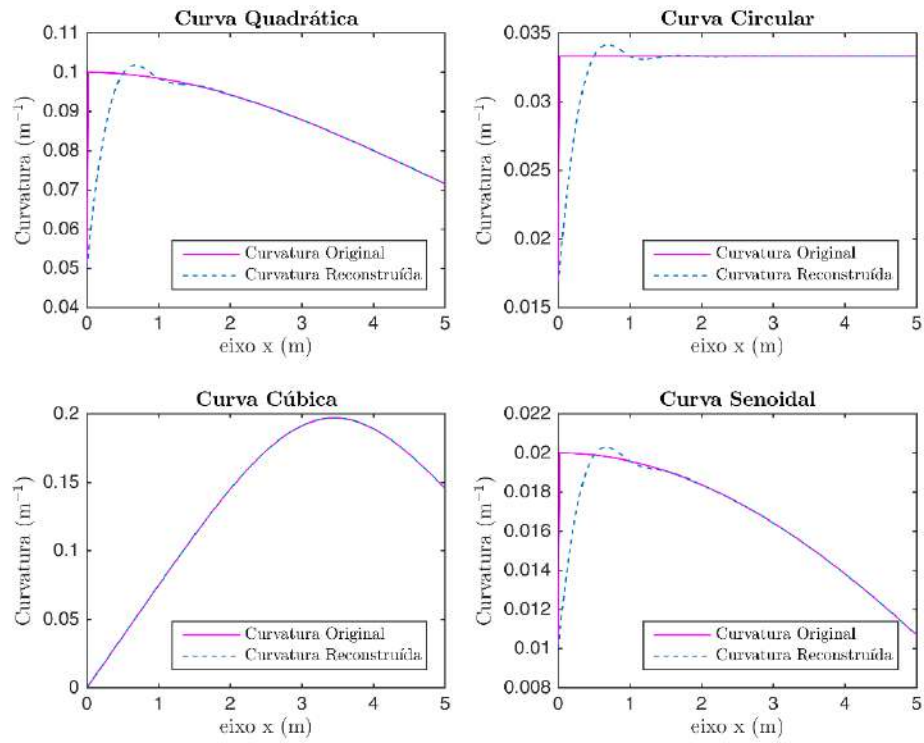 Curva Quadrática
0.11
0.1
0.09
0.08
0.07
0.06
0.05
0.04
Curvatura (m⁻¹)
Curvatura Original
Curvatura Reconstruída
0 1 2 3 4 5
eixo x (m)
Curva Circular
0.035
0.03
0.025
0.02
0.015
Curvatura (m⁻¹)
Curvatura Original
Curvatura Reconstruída
0 1 2 3 4 5
eixo x (m)
Curva Cúbica
0.2
0.15
0.1
0.05
0
Curvatura (m⁻¹)
Curvatura Original
Curvatura Reconstruída
0 1 2 3 4 5
eixo x (m)
Curva Senoidal
0.022
0.02
0.018
0.016
0.014
0.012
0.01
0.008
Curvatura (m⁻¹)
Curvatura Original
Curvatura Reconstruída
0 1 2 3 4 5
eixo x (m)